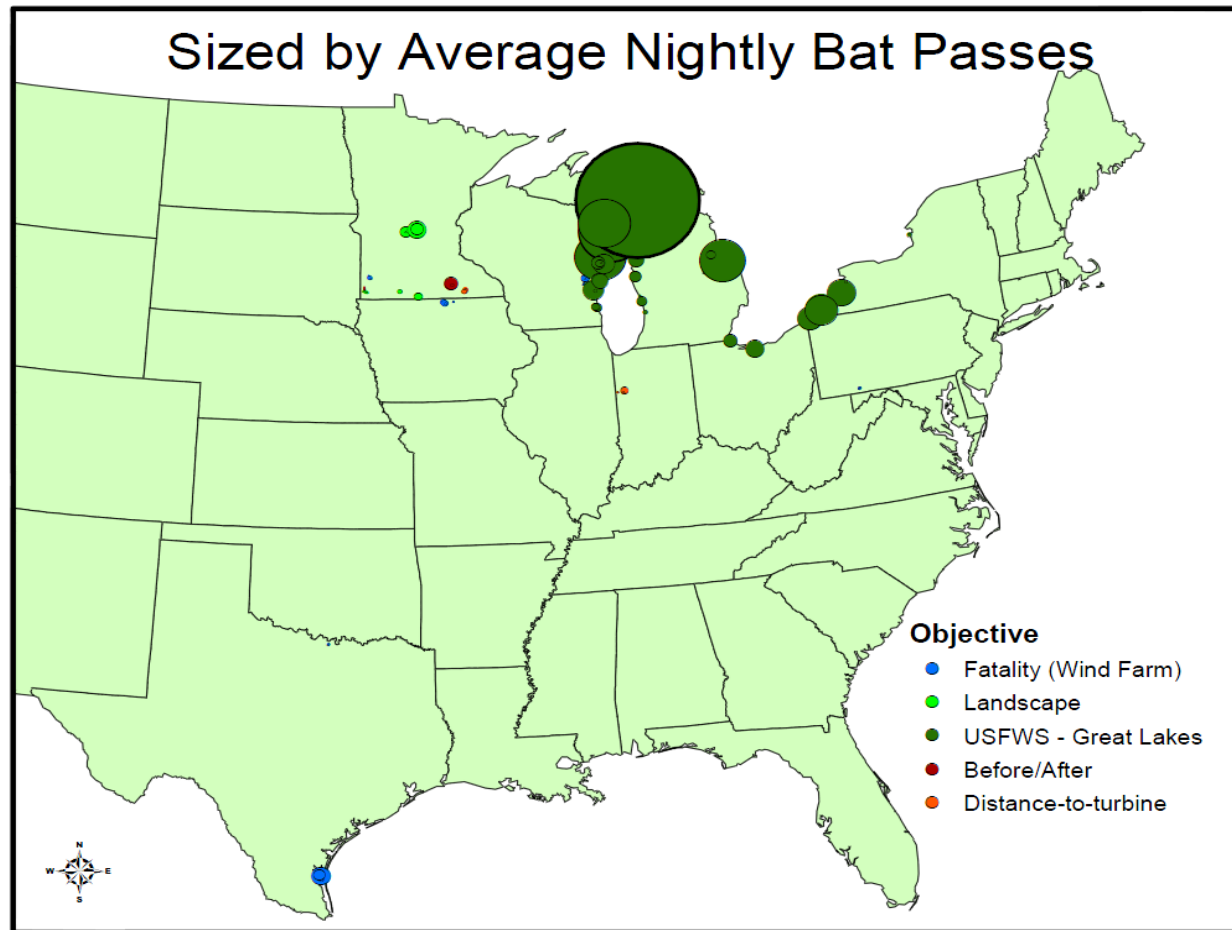 Sized by Average Nightly Bat Passes
Objective
Fatality (Wind Farm)
Landscape
USFWS - Great Lakes
Before/After
Distance-to-turbine
N
W E
S